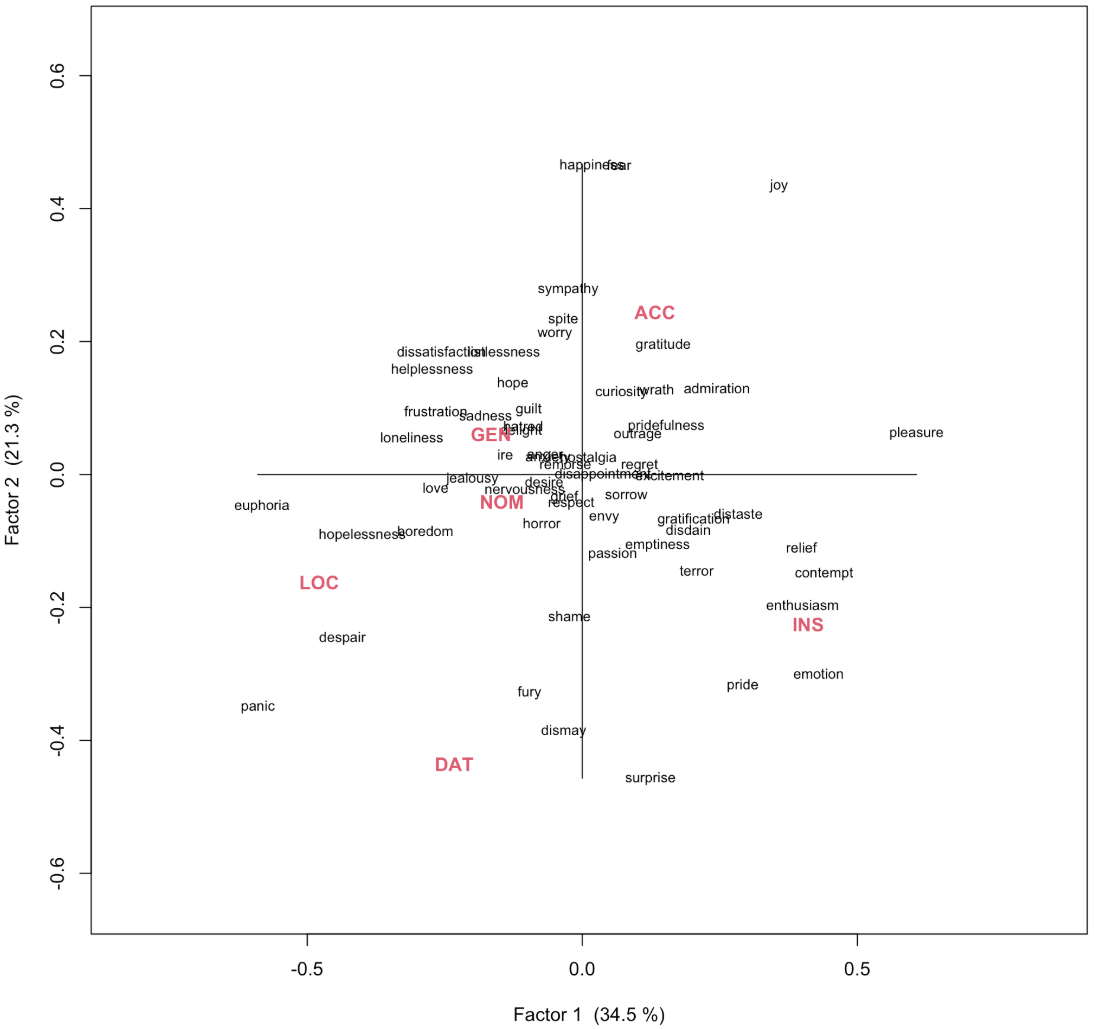 0.6
happiness fear
joy
0.4
sympathy
ACC
spite
worry
gratitude
0.2
dissatisfaction listlessness
helplessness
hope
curiosity wrath admiration
frustration sadness guilt
hatred
pridefulness
delight
GEN
outrage
pleasure
loneliness
ire anxiety anger nostalgia
remorse regret
0.0
disappointment excitement
jealousy
desire
love nervousness
grief sorrow
NOM respect
euphoria
envy
gratification distaste
horror
disdain
hopelessness boredom
emptiness
relief
passion
terror
contempt
LOC
enthusiasm
-0.2
shame
INS
despair
emotion
pride
fury
panic
dismay
-0.4
DAT
surprise
-0.6
Factor 2 (21.3 %)
-0.5 0.0 0.5
Factor 1 (34.5 %)